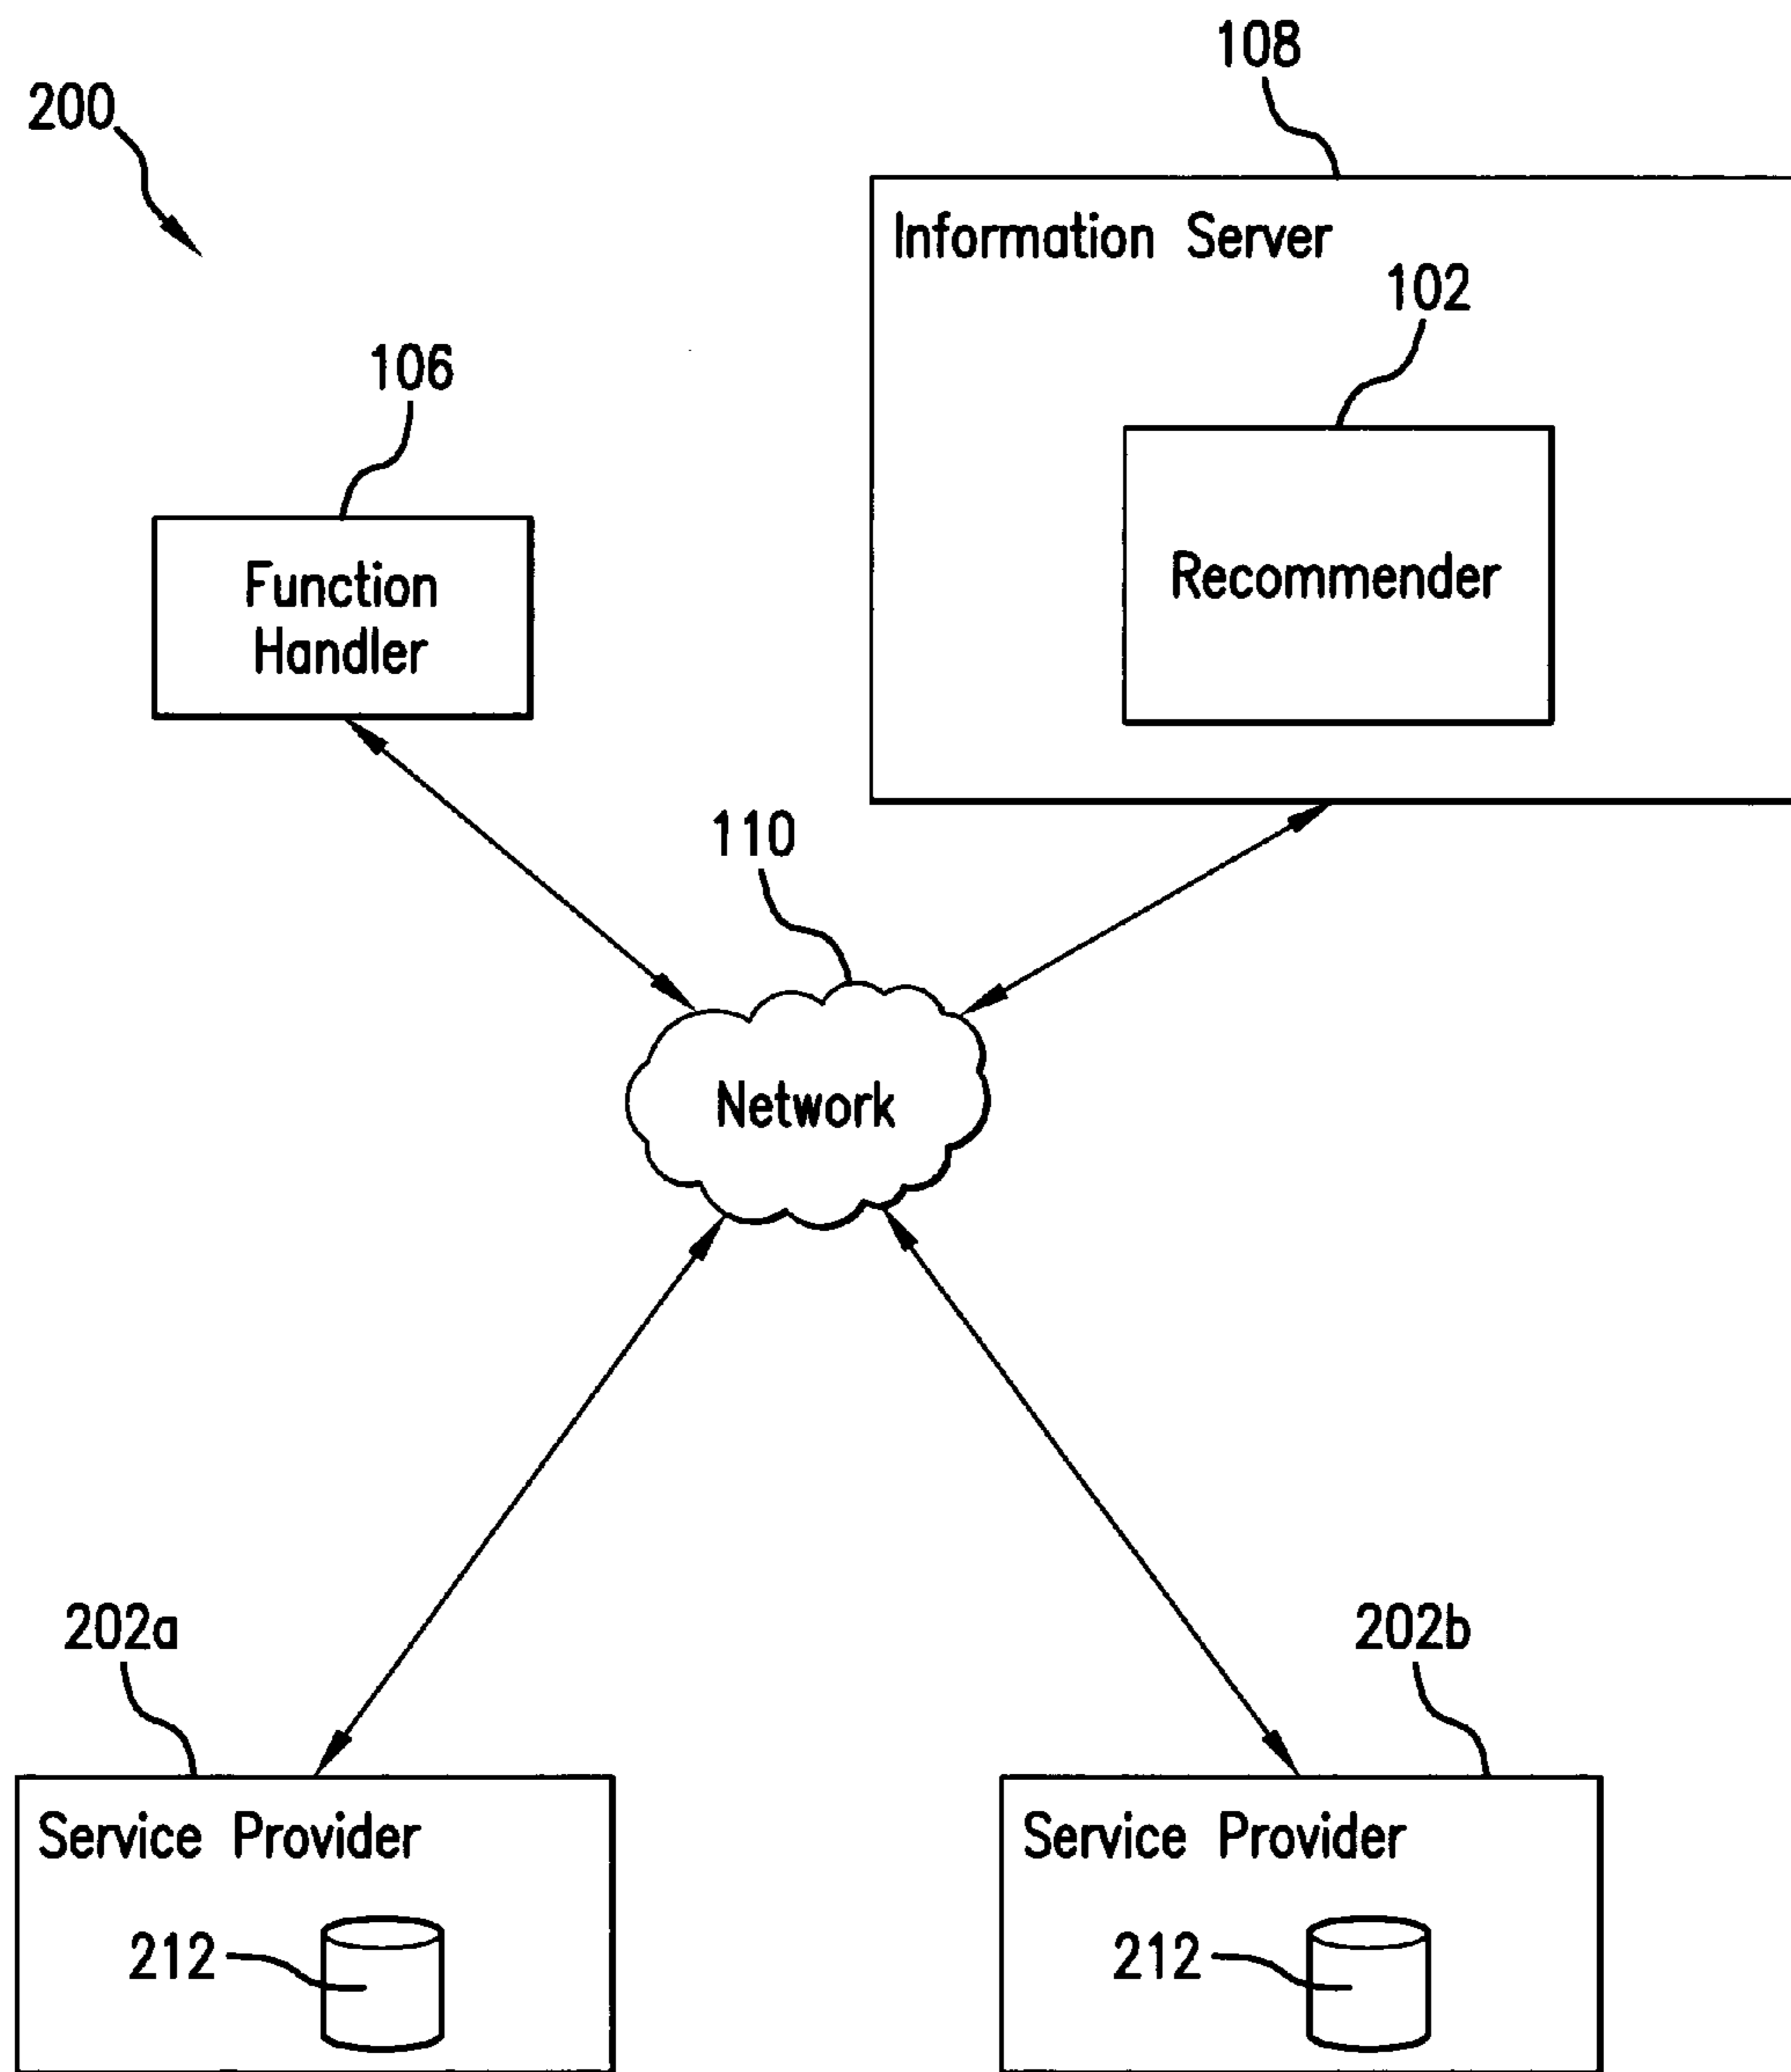 108
200
Information Server
102
106
Function
Handler
Recommender
110
Network
202a
202b
Service Provider
Service Provider
212
212